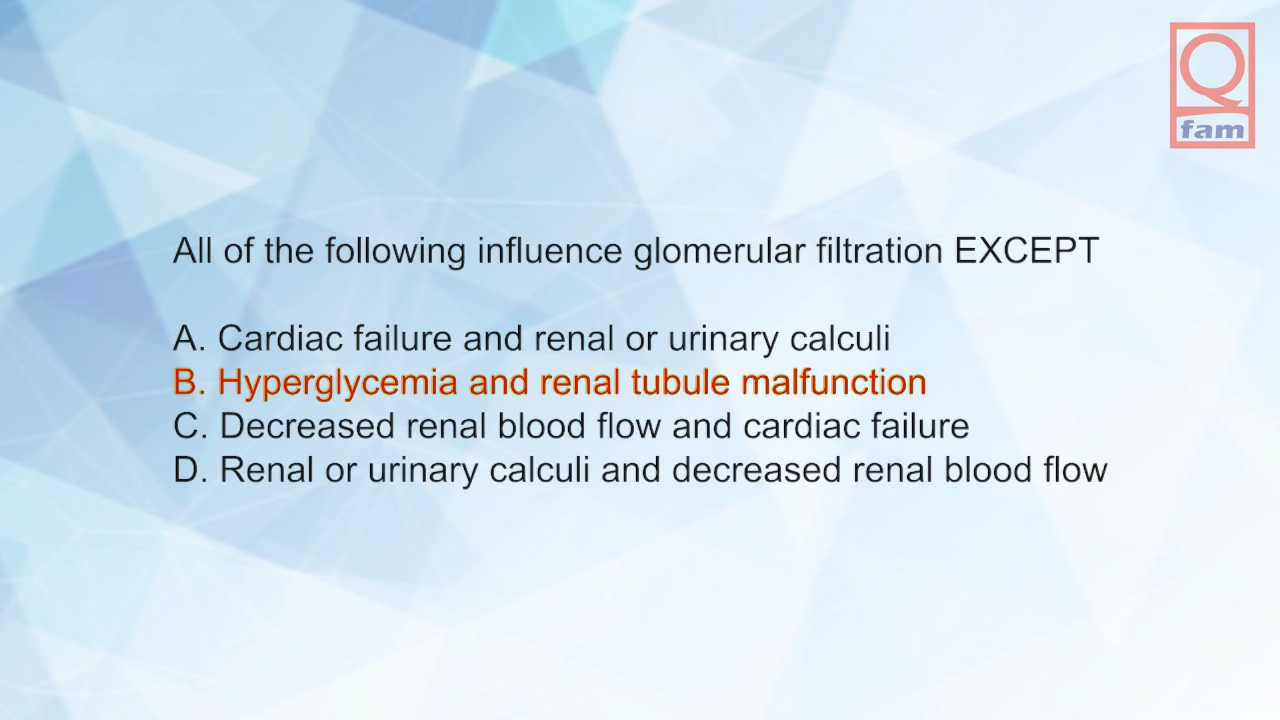 Q
fam
All of the following influence glomerular filtration EXCEPT
A. Cardiac failure and renal or urinary calculi
B. Hyperglycemia and renal tubule malfunction
C. Decreased renal blood flow and cardiac failure
D. Renal or urinary calculi and decreased renal blood flow